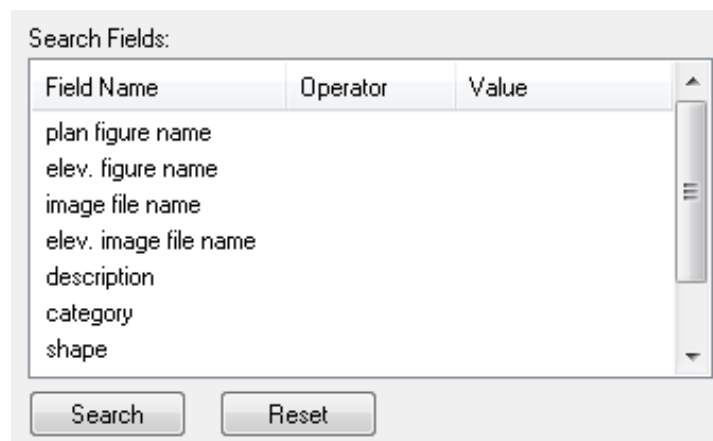 Search Fields:
Field Name Operator Value
plan figure name
elev. figure name
image file name
elev. image file name
description
category
shape
Search Reset